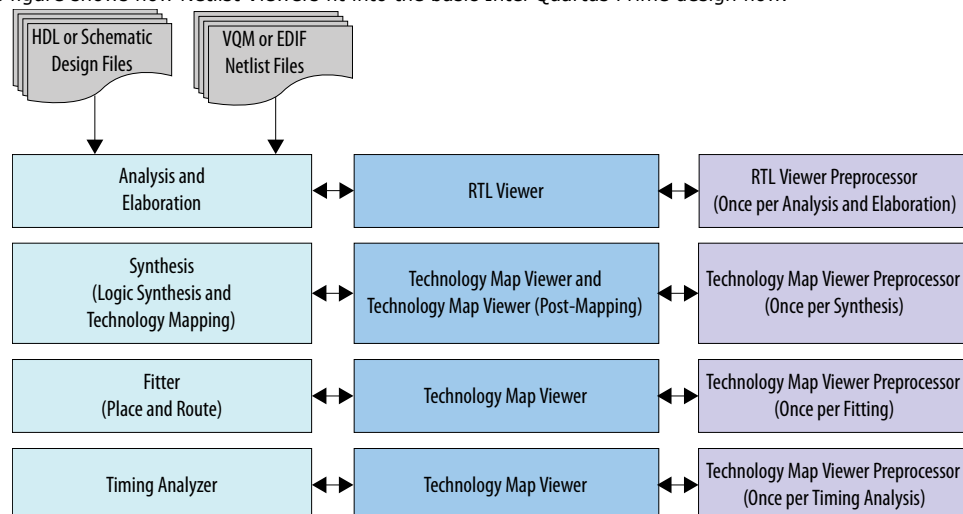 figure shows how Netlist Viewers fit into the basic Intel Quartus Prime design flow.
HDL or Schematic
Design Files
VQM or EDIF
Netlist Files
Analysis and
Elaboration
RTL Viewer
RTL Viewer Preprocessor
(Once per Analysis and Elaboration)
Synthesis
(Logic Synthesis and
Technology Mapping)
Technology Map Viewer and
Technology Map Viewer (Post-Mapping)
Technology Map Viewer Preprocessor
(Once per Synthesis)
Fitter
(Place and Route)
Technology Map Viewer
Technology Map Viewer Preprocessor
(Once per Fitting)
Timing Analyzer
Technology Map Viewer
Technology Map Viewer Preprocessor
(Once per Timing Analysis)